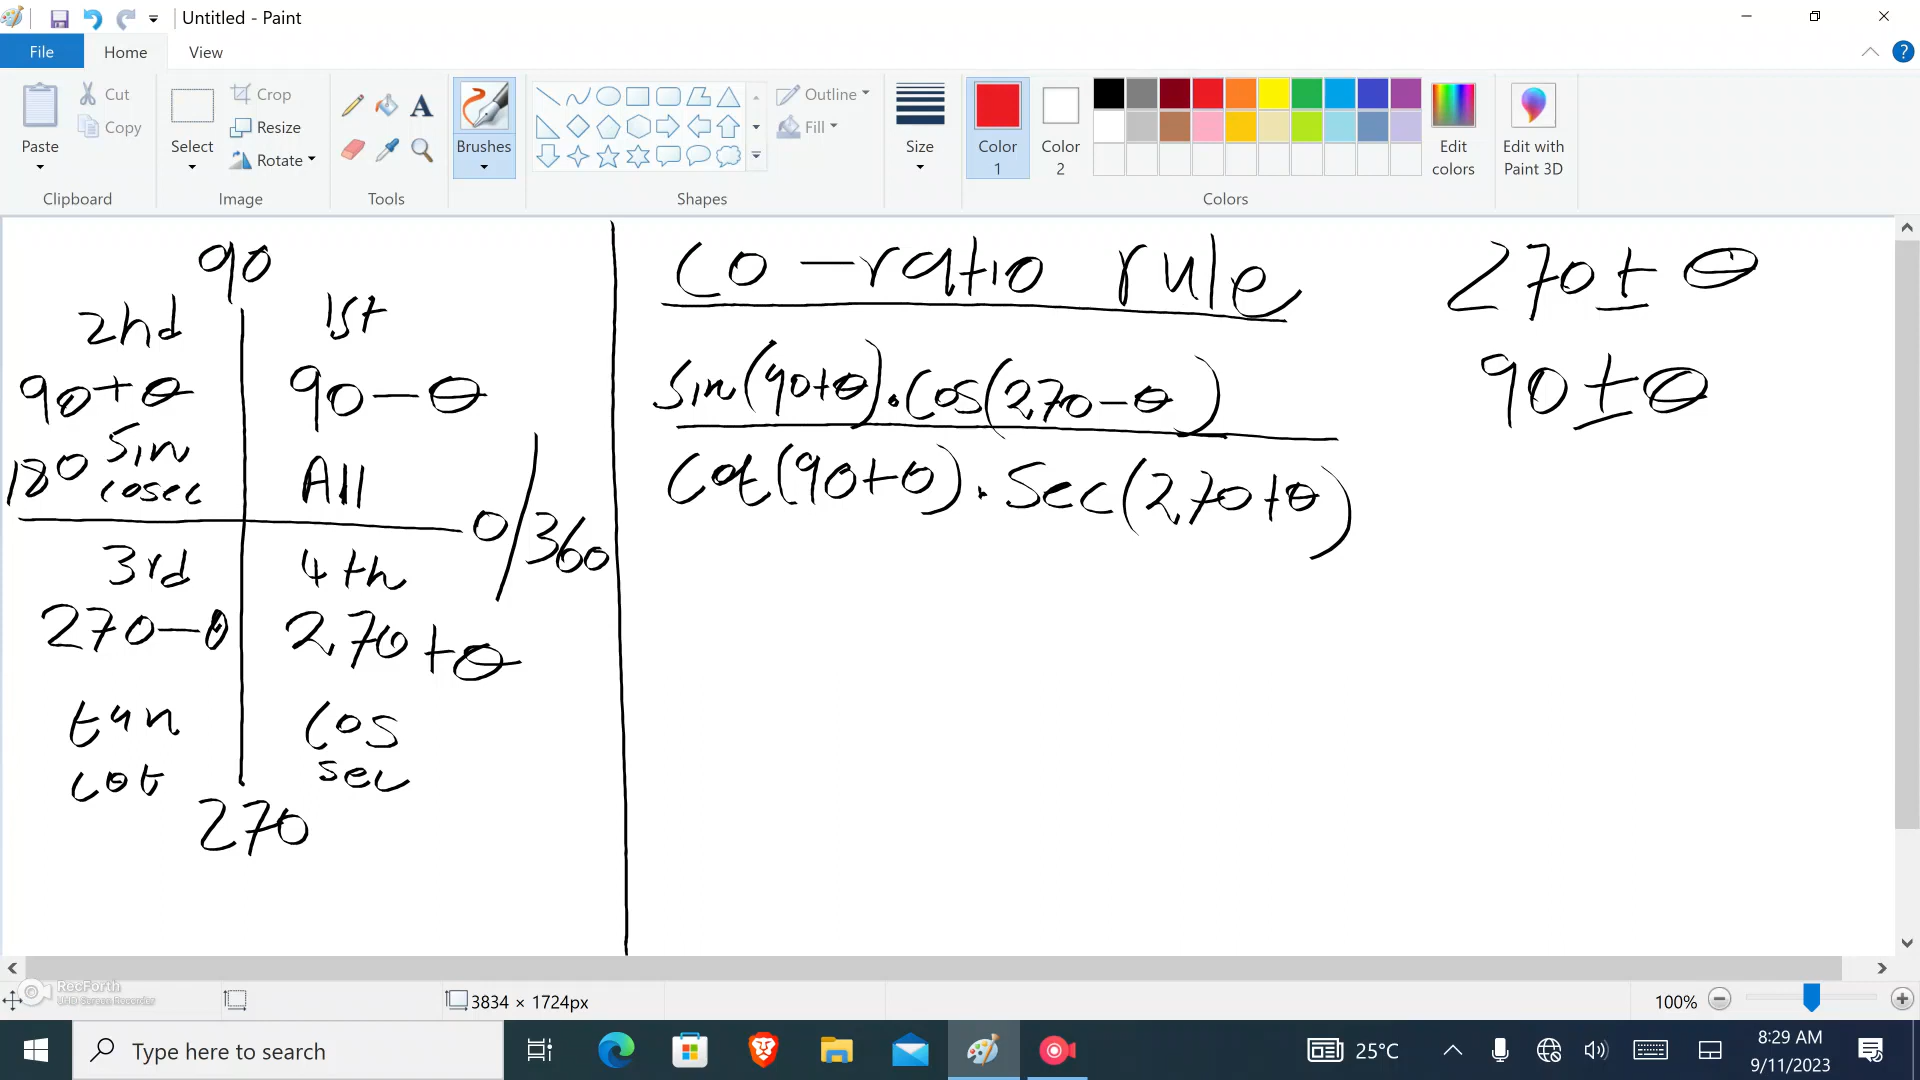 Untitled - Paint
File Home View
Cut
Copy
Paste
Clipboard
Crop
Resize
Rotate
Select
Image
Tools
Brushes
Outline
Fill
Shapes
Size
Color 1
Color 2
Edit colors
Edit with Paint 3D
Colors
90
2nd 1st
90+θ 90-θ
180 sin
cosec All
0/360
3rd 4th
270-θ 270+θ
tan cos
cot sec
270
Co-ratio rule
sin(90+θ).cos(270-θ)
cot(90+θ).sec(270+θ)
270±θ
90±θ
RecForth
UHD Screen Recorder
3834 × 1724px
100%
Type here to search
25°C
8:29 AM
9/11/2023